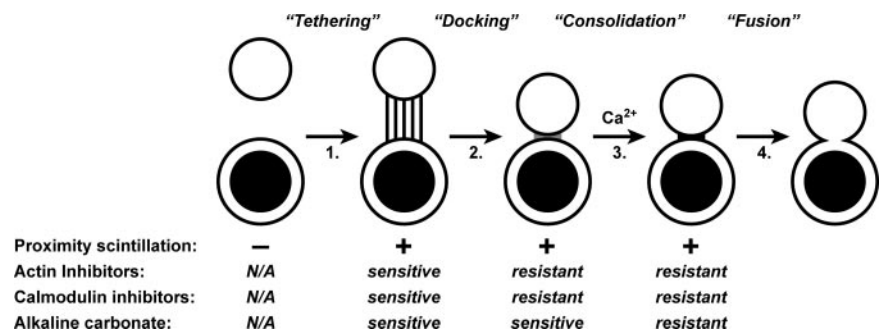 “Tethering” “Docking” “Consolidation” “Fusion”
Ca2+
1. 2. 3. 4.
Proximity scintillation: – + + +
Actin Inhibitors: N/A sensitive resistant resistant
Calmodulin inhibitors: N/A sensitive resistant resistant
Alkaline carbonate: N/A sensitive sensitive resistant